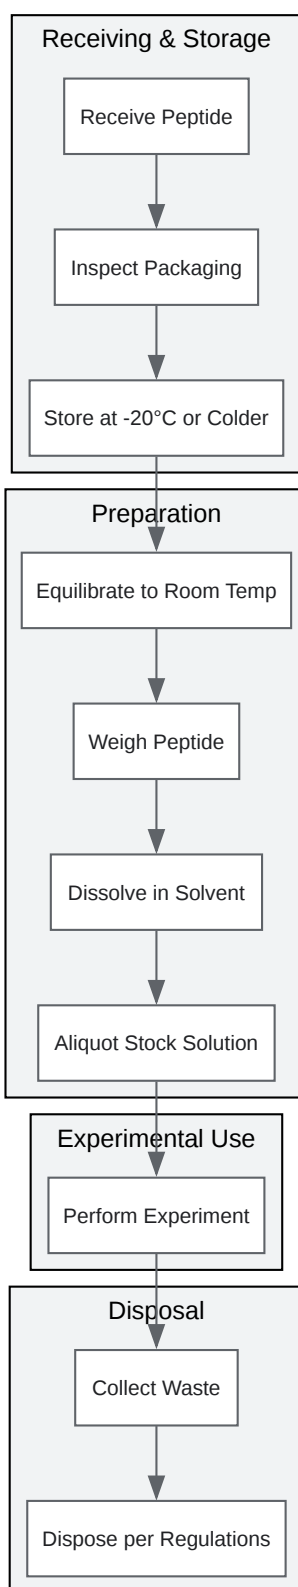 Receiving & Storage
Receive Peptide
Inspect Packaging
Store at -20°C or Colder
Preparation
Equilibrate to Room Temp
Weigh Peptide
Dissolve in Solvent
Aliquot Stock Solution
Experimental Use
Perform Experiment
Disposal
Collect Waste
Dispose per Regulations